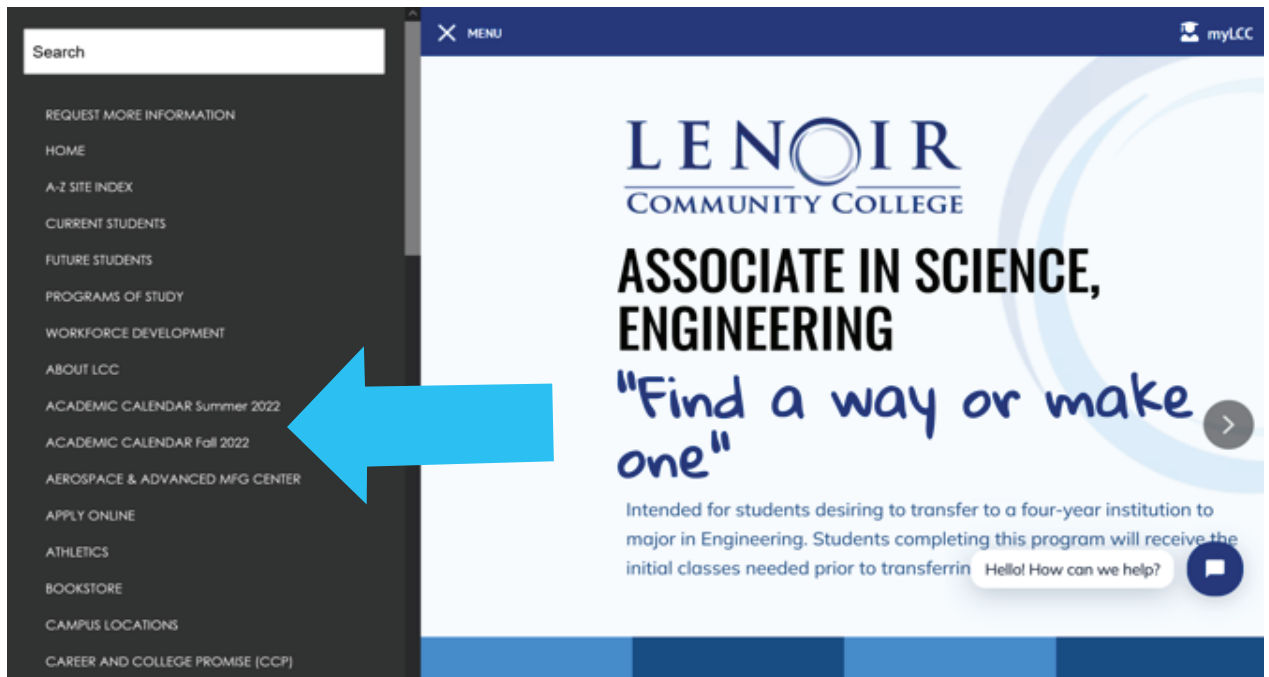 Search
REQUEST MORE INFORMATION
HOME
A-Z SITE INDEX
CURRENT STUDENTS
FUTURE STUDENTS
PROGRAMS OF STUDY
WORKFORCE DEVELOPMENT
ABOUT LCC
ACADEMIC CALENDAR Summer 2022
ACADEMIC CALENDAR Fall 2022
AEROSPACE & ADVANCED MFG CENTER
APPLY ONLINE
ATHLETICS
BOOKSTORE
CAMPUS LOCATIONS
CAREER AND COLLEGE PROMISE (CCP)
MENU
myLCC
LENOIR
COMMUNITY COLLEGE
ASSOCIATE IN SCIENCE,
ENGINEERING
"Find a way or make
one"
Intended for students desiring to transfer to a four-year institution to
major in Engineering. Students completing this program will receive the
initial classes needed prior to
Hello! How can we help?